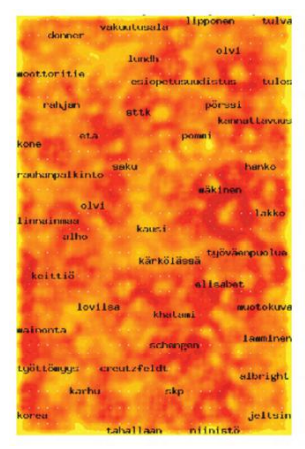 lipponen tulva
vakuutusala
donner
olvi
lundh
moottoritie
esiopetusuudistus tulos
rahjan pörssi
sttk
kannattavuus
eta pommi
kone
saku hanko
rauhanpalkinto
mäkinen
olvi
lakko
linnainmaa
kausi
alho
työväenpuolue
kärkölässä
keittiö
elisabet
loviisa muotokuva
khatami
mainonta
lamminen
schengen
työttömyys creutzfeldt
albright
karhu skp
korea jeltsin
tahallaan niinistö